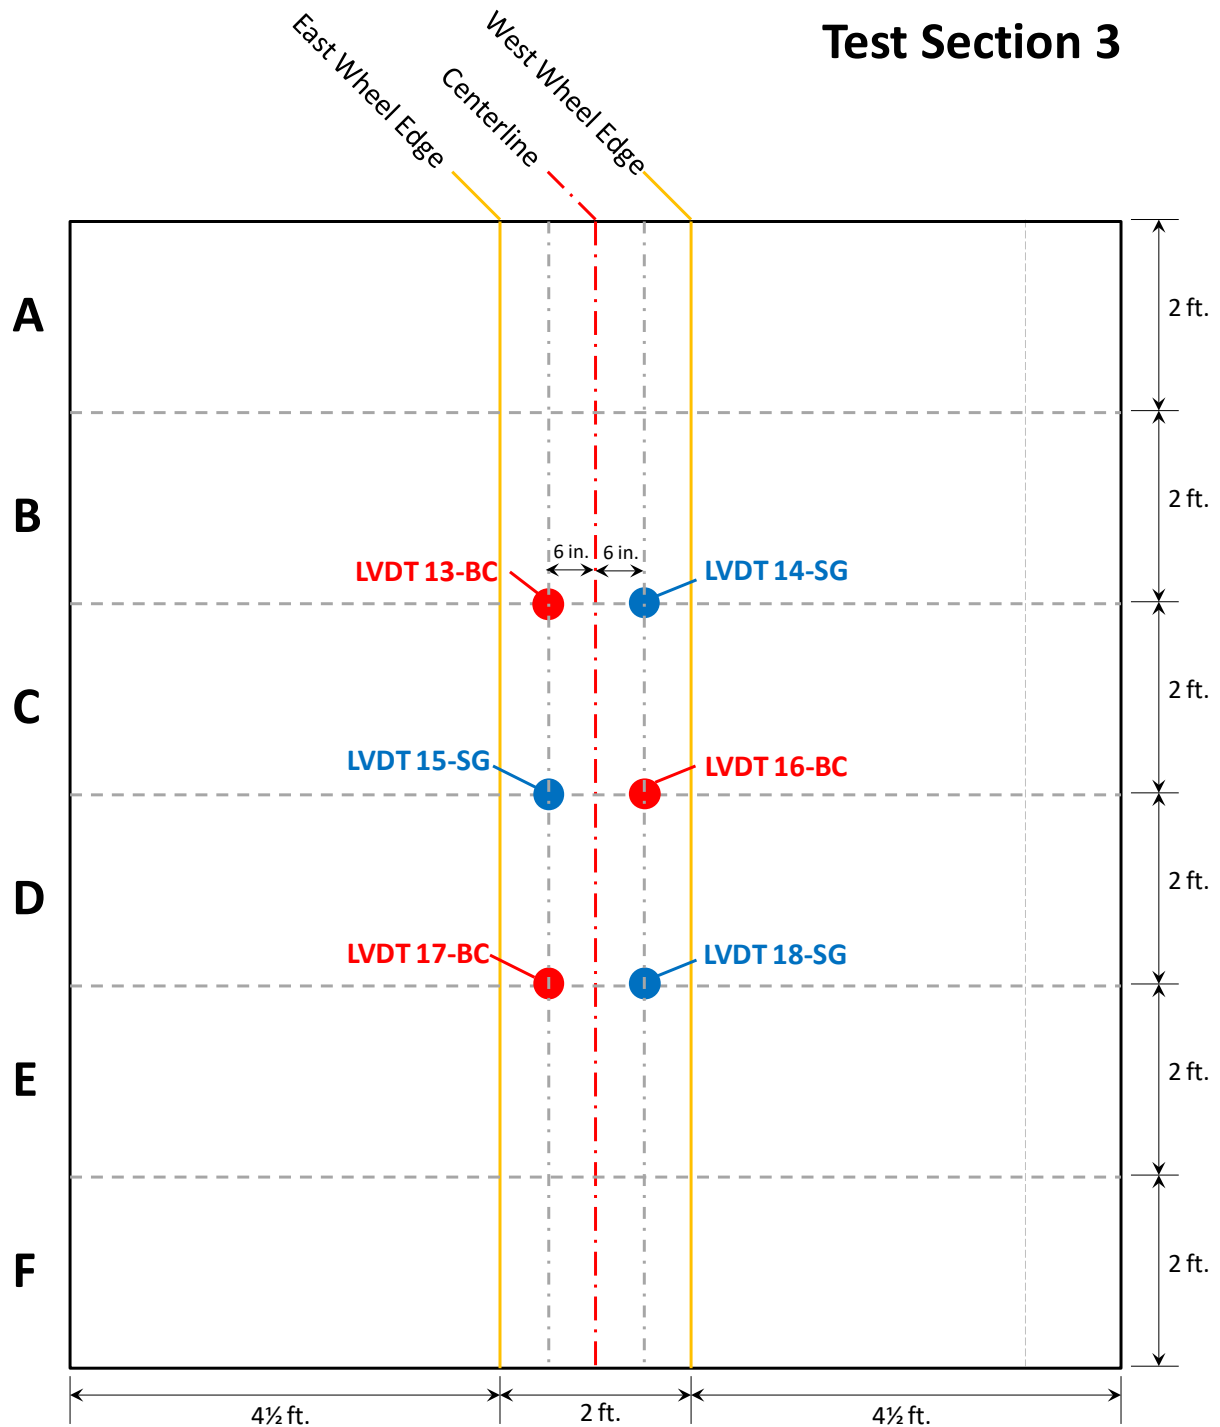 Test Section 3
East Wheel Edge
Centerline
West Wheel Edge
A
2 ft.
B
2 ft.
6 in.
6 in.
LVDT 13-BC
LVDT 14-SG
C
2 ft.
LVDT 15-SG
LVDT 16-BC
D
2 ft.
LVDT 17-BC
LVDT 18-SG
E
2 ft.
F
2 ft.
4½ ft.
2 ft.
4½ ft.